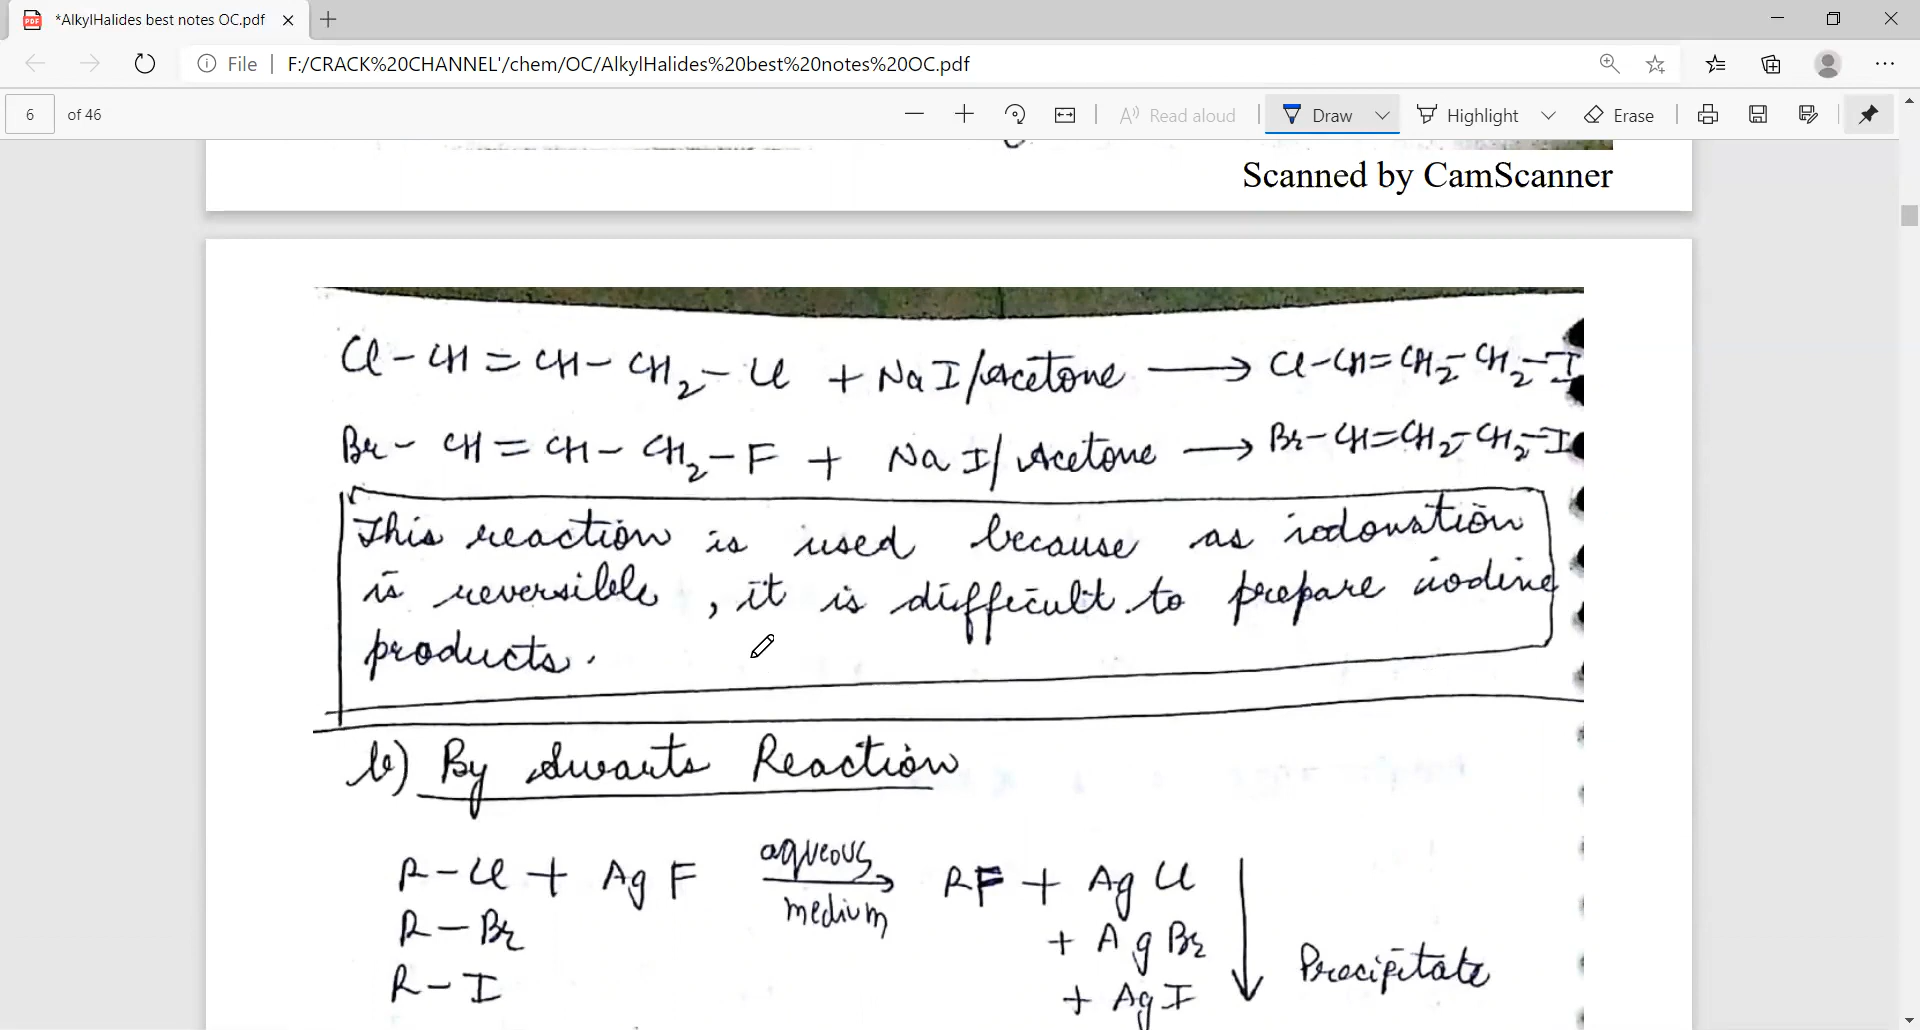 *AlkylHalides best notes OC.pdf
File | F:/CRACK%20CHANNEL'/chem/OC/AlkylHalides%20best%20notes%20OC.pdf
6 of 46
Read aloud Draw Highlight Erase
Scanned by CamScanner
Cl-CH=CH-CH₂-Cl + NaI/Acetone → Cl-CH=CH₂-CH₂-I
Br-CH=CH-CH₂-F + NaI/Acetone → Br-CH=CH₂-CH₂-I
This reaction is used because as iodonation
is reversible, it is difficult to prepare iodine
products.
b) By Swarts Reaction
R-Cl + AgF aqueous medium → RF + AgCl
R-Br + AgBr
R-I + AgI
↓ Precipitate